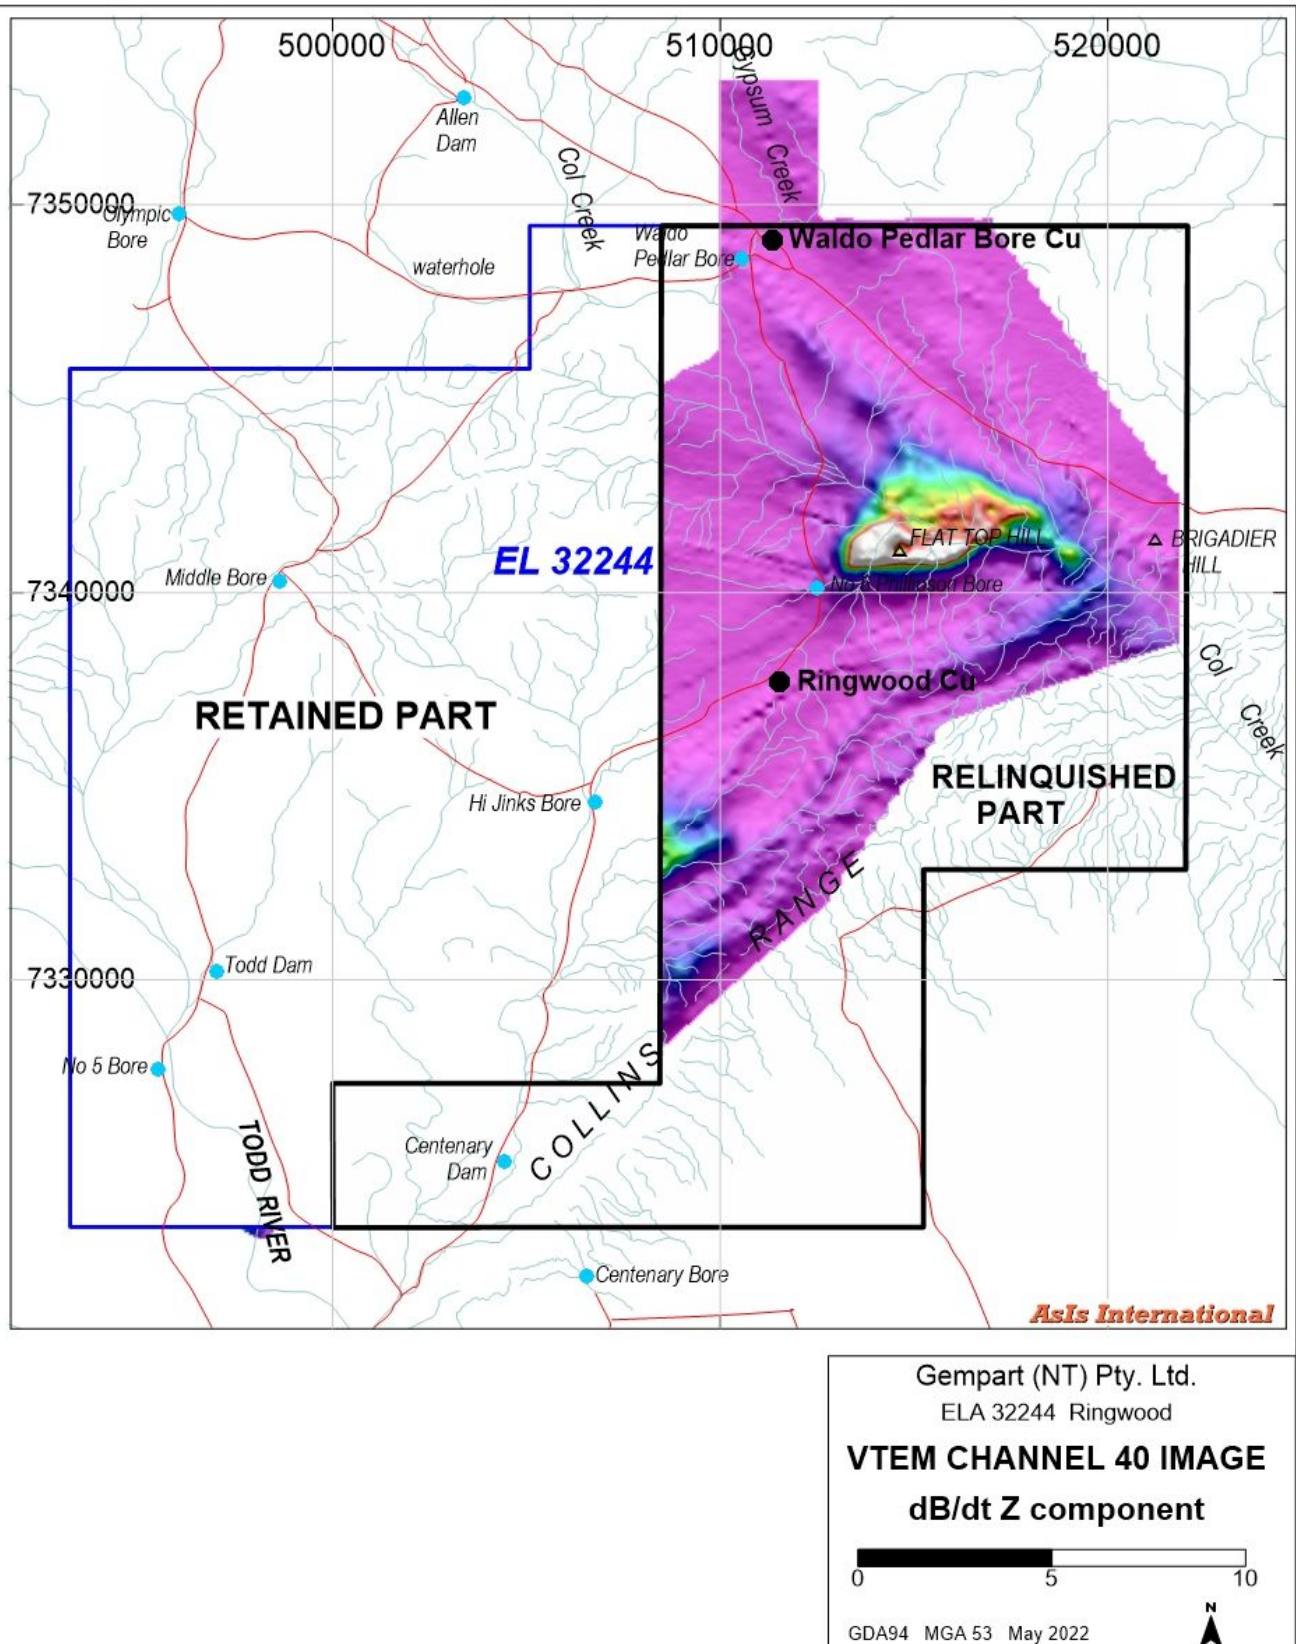 500000
510000
520000
Gypsum
Creek
Allen
Dam
Col Creek
7350000
Olympic
Bore
Waldo
Pedlar Bore
Waldo Pedlar Bore Cu
waterhole
FLAT TOP HILL
BRIGADIER
HILL
EL 32244
Middle Bore
7340000
Bore
Col
Creek
Ringwood Cu
RETAINED PART
RELINQUISHED
PART
Hi Jinks Bore
COLLINS RANGE
Todd Dam
7330000
No 5 Bore
Centenary
Dam
TODD RIVER
Centenary Bore
AsIs International
Gempart (NT) Pty. Ltd.
ELA 32244 Ringwood
VTEM CHANNEL 40 IMAGE
dB/dt Z component
0 5 10
N
GDA94 MGA 53 May 2022